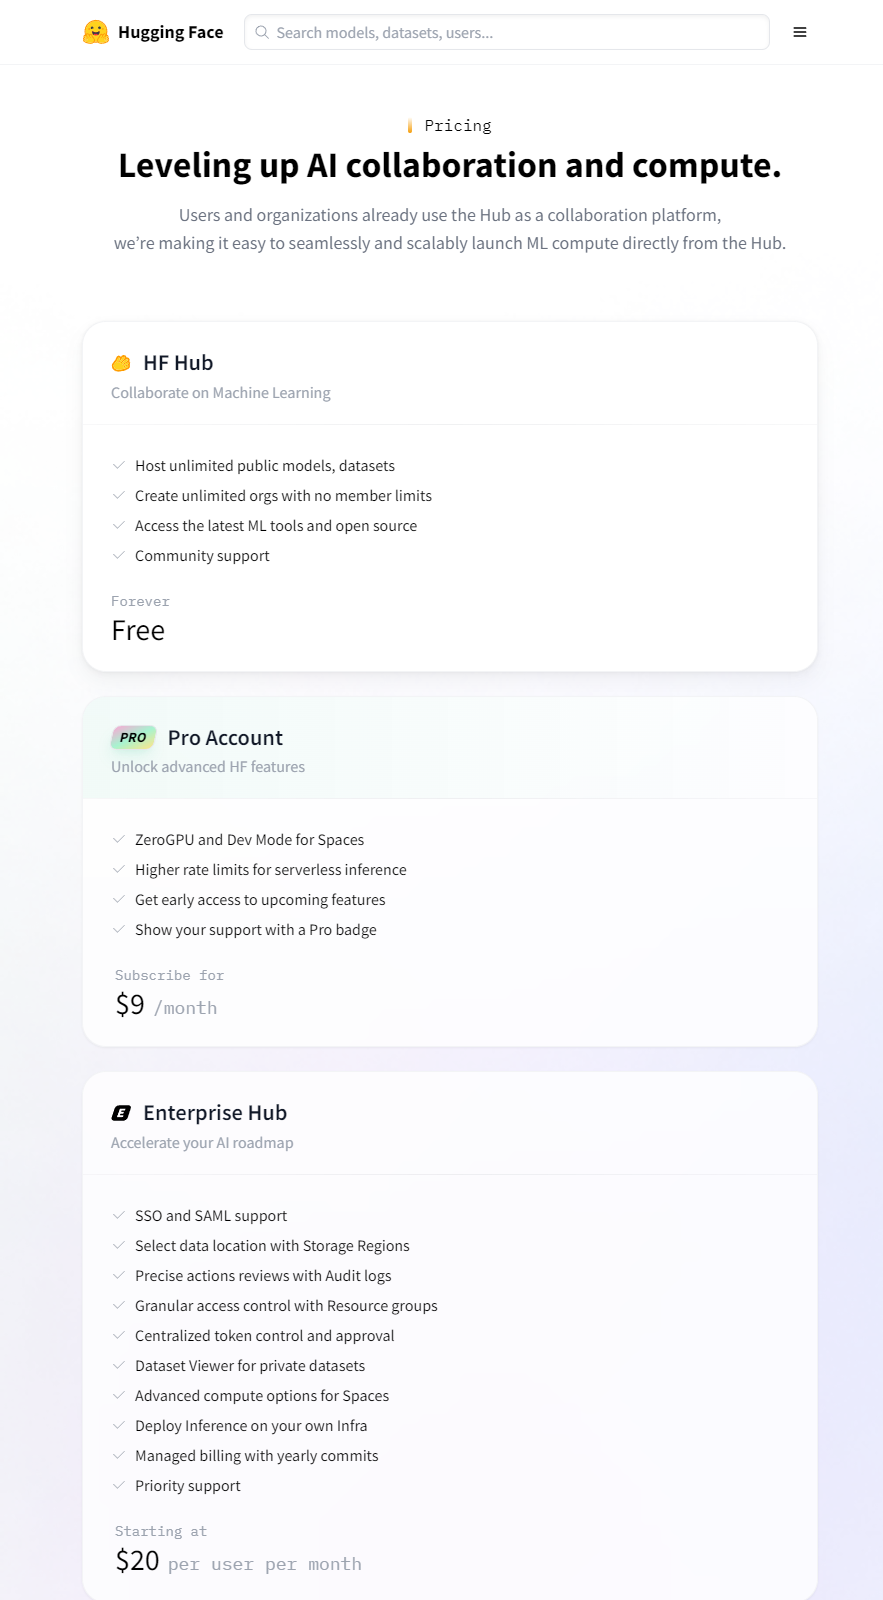 Hugging Face
Search models, datasets, users...
Pricing
Leveling up AI collaboration and compute.
Users and organizations already use the Hub as a collaboration platform,
we’re making it easy to seamlessly and scalably launch ML compute directly from the Hub.
HF Hub
Collaborate on Machine Learning
Host unlimited public models, datasets
Create unlimited orgs with no member limits
Access the latest ML tools and open source
Community support
Forever
Free
PRO Pro Account
Unlock advanced HF features
ZeroGPU and Dev Mode for Spaces
Higher rate limits for serverless inference
Get early access to upcoming features
Show your support with a Pro badge
Subscribe for
$9 /month
E Enterprise Hub
Accelerate your AI roadmap
SSO and SAML support
Select data location with Storage Regions
Precise actions reviews with Audit logs
Granular access control with Resource groups
Centralized token control and approval
Dataset Viewer for private datasets
Advanced compute options for Spaces
Deploy Inference on your own Infra
Managed billing with yearly commits
Priority support
Starting at
$20 per user per month